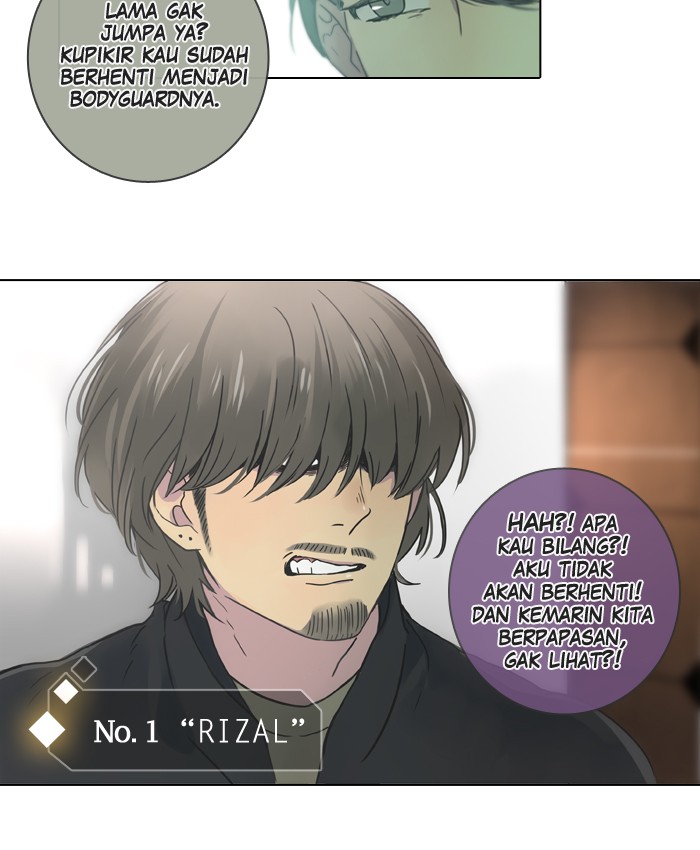 LAMA GAK
JUMPA YA?
KUPIKIR KAU SUDAH
BERHENTI MENJADI
BODYGUARDNYA.
HAH?! APA
KAU BILANG?!
AKU TIDAK
AKAN BERHENTI!
DAN KEMARIN KITA
BERPAPASAN,
GAK LIHAT?!
No. 1 “RIZAL”